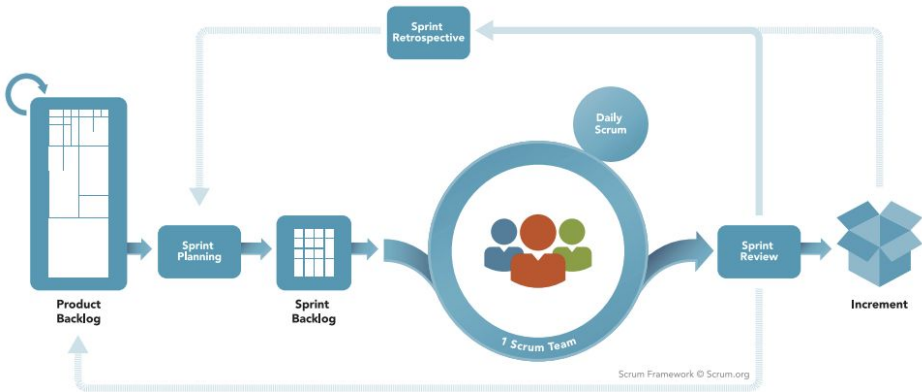 Sprint
Retrospective
Daily
Scrum
Sprint
Planning
Sprint
Review
Product
Backlog
Sprint
Backlog
Increment
1 Scrum Team
Scrum Framework © Scrum.org